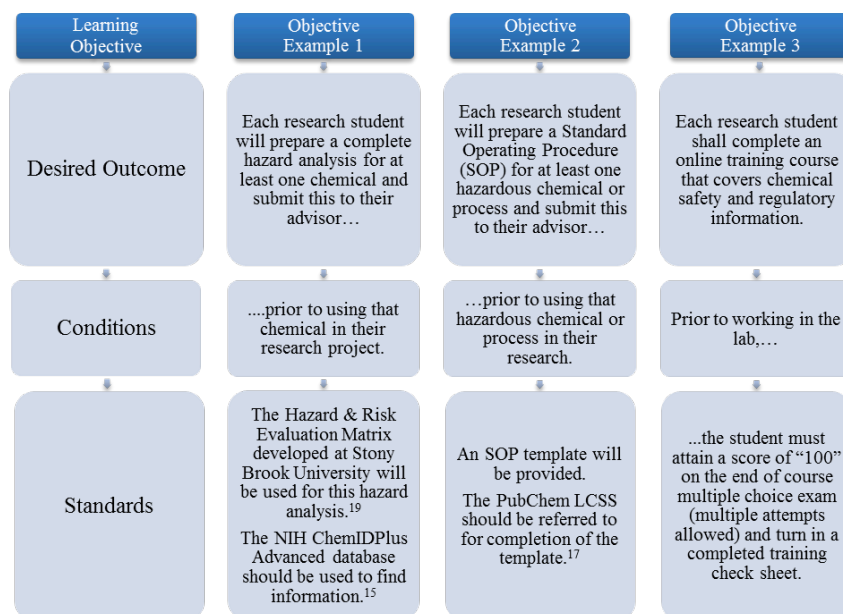 Learning
Objective
Objective
Example 1
Objective
Example 2
Objective
Example 3
Desired Outcome
Each research student
will prepare a complete
hazard analysis for at
least one chemical and
submit this to their
advisor…
Each research student
will prepare a Standard
Operating Procedure
(SOP) for at least one
hazardous chemical or
process and submit this
to their advisor…
Each research student
shall complete an
online training course
that covers chemical
safety and regulatory
information.
Conditions
....prior to using that
chemical in their
research project.
…prior to using that
hazardous chemical or
process in their
research.
Prior to working in the
lab,…
Standards
The Hazard & Risk
Evaluation Matrix
developed at Stony
Brook University will
be used for this hazard
analysis.¹⁹
The NIH ChemIDPlus
Advanced database
should be used to find
information.¹⁵
An SOP template will
be provided.
The PubChem LCSS
should be referred to
for completion of the
template.¹⁷
...the student must
attain a score of “100”
on the end of course
multiple choice exam
(multiple attempts
allowed) and turn in a
completed training
check sheet.